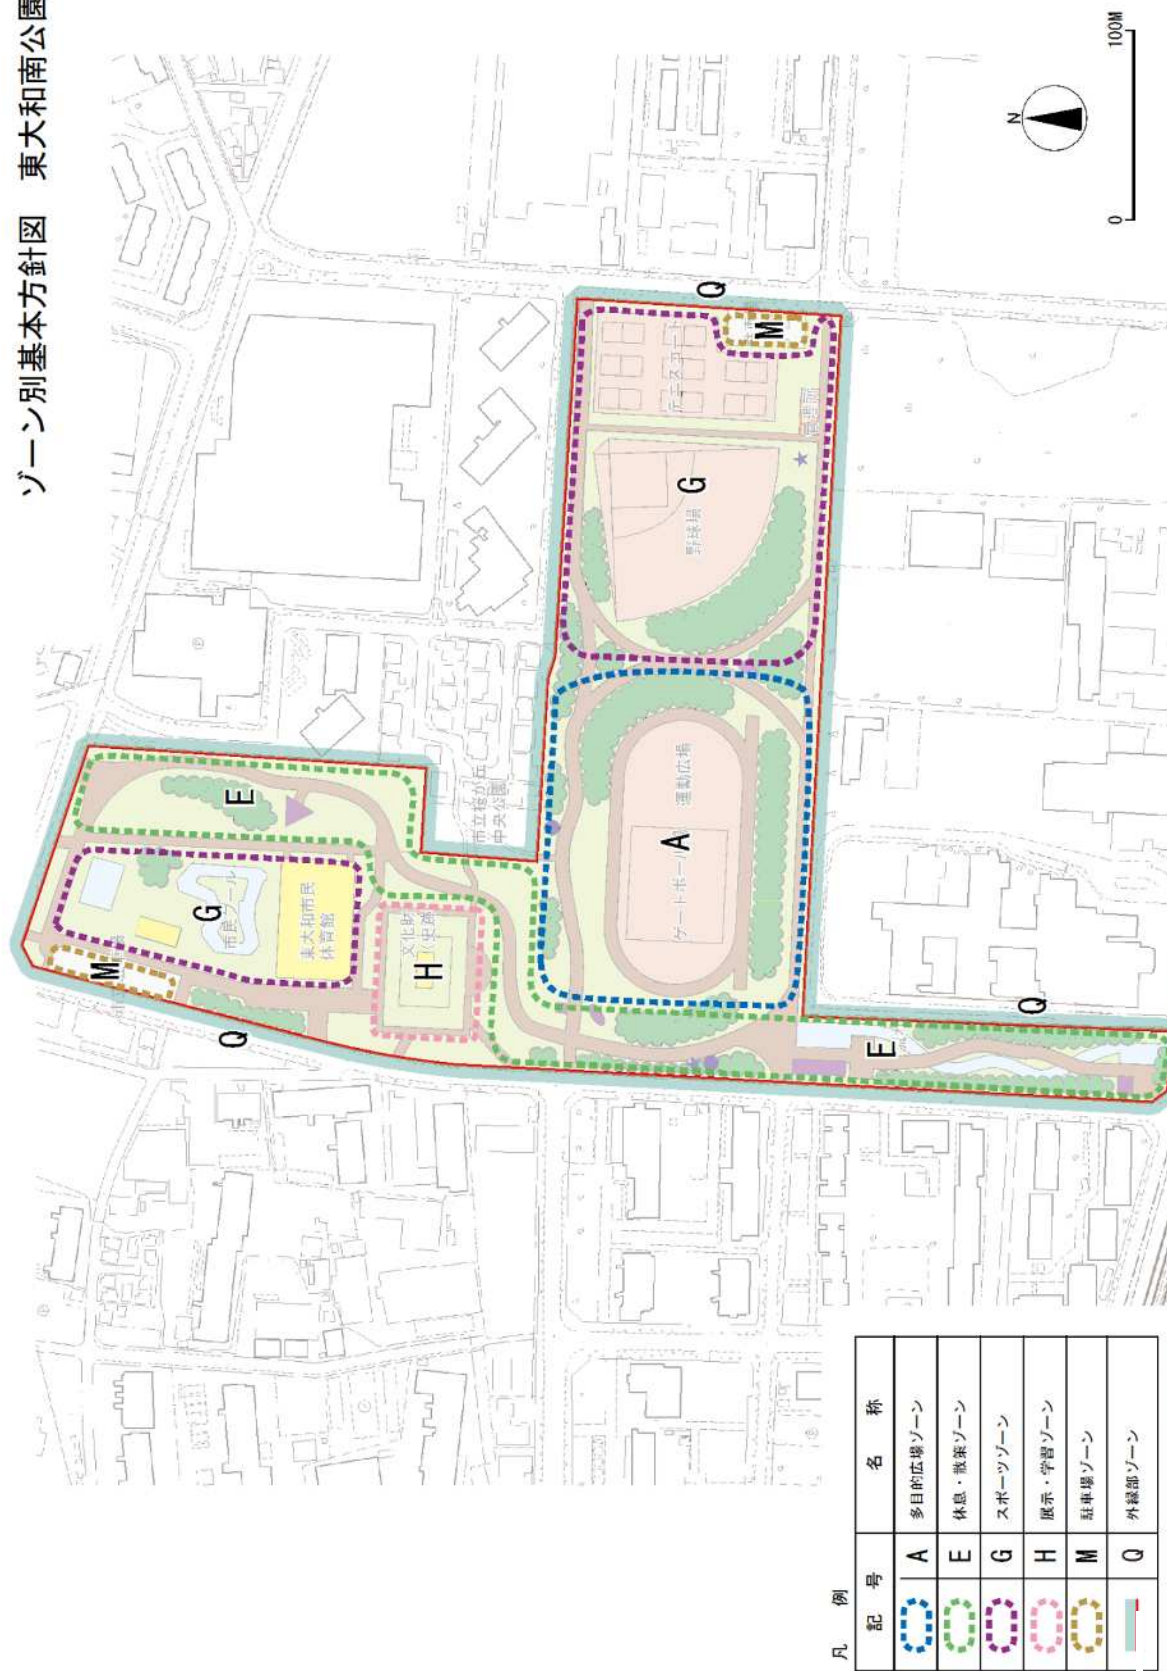 ゾーン別基本方針図　東大和南公園
N
0 100M
E
G
市民プール
東大和市民
体育館
M
Q
H
文化財
(史跡)
市立桜が丘
中央公園
Q
M
テニスコート
G
野球場
管理所
A
ゲートボール
運動広場
E
Q
凡　例
記　号　名　称
A　多目的広場ゾーン
E　休息・散策ゾーン
G　スポーツゾーン
H　展示・学習ゾーン
M　駐車場ゾーン
Q　外縁部ゾーン